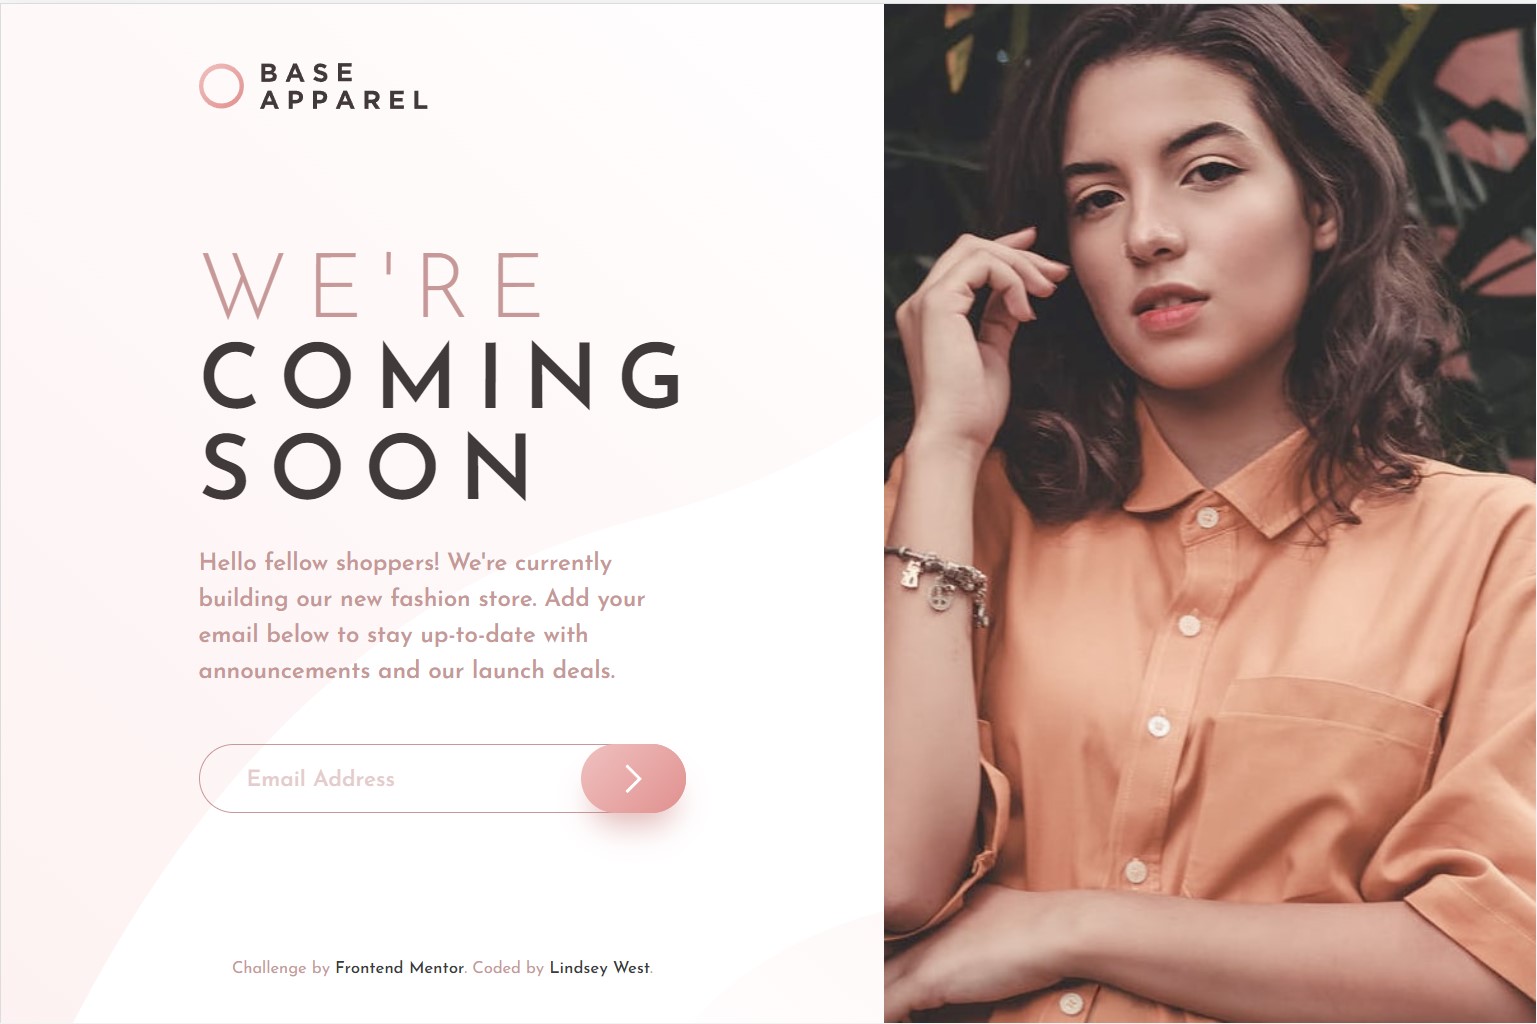 BASE
APPAREL
WE'RE
COMING
SOON
Hello fellow shoppers! We're currently
building our new fashion store. Add your
email below to stay up-to-date with
announcements and our launch deals.
Email Address
Challenge by Frontend Mentor. Coded by Lindsey West.